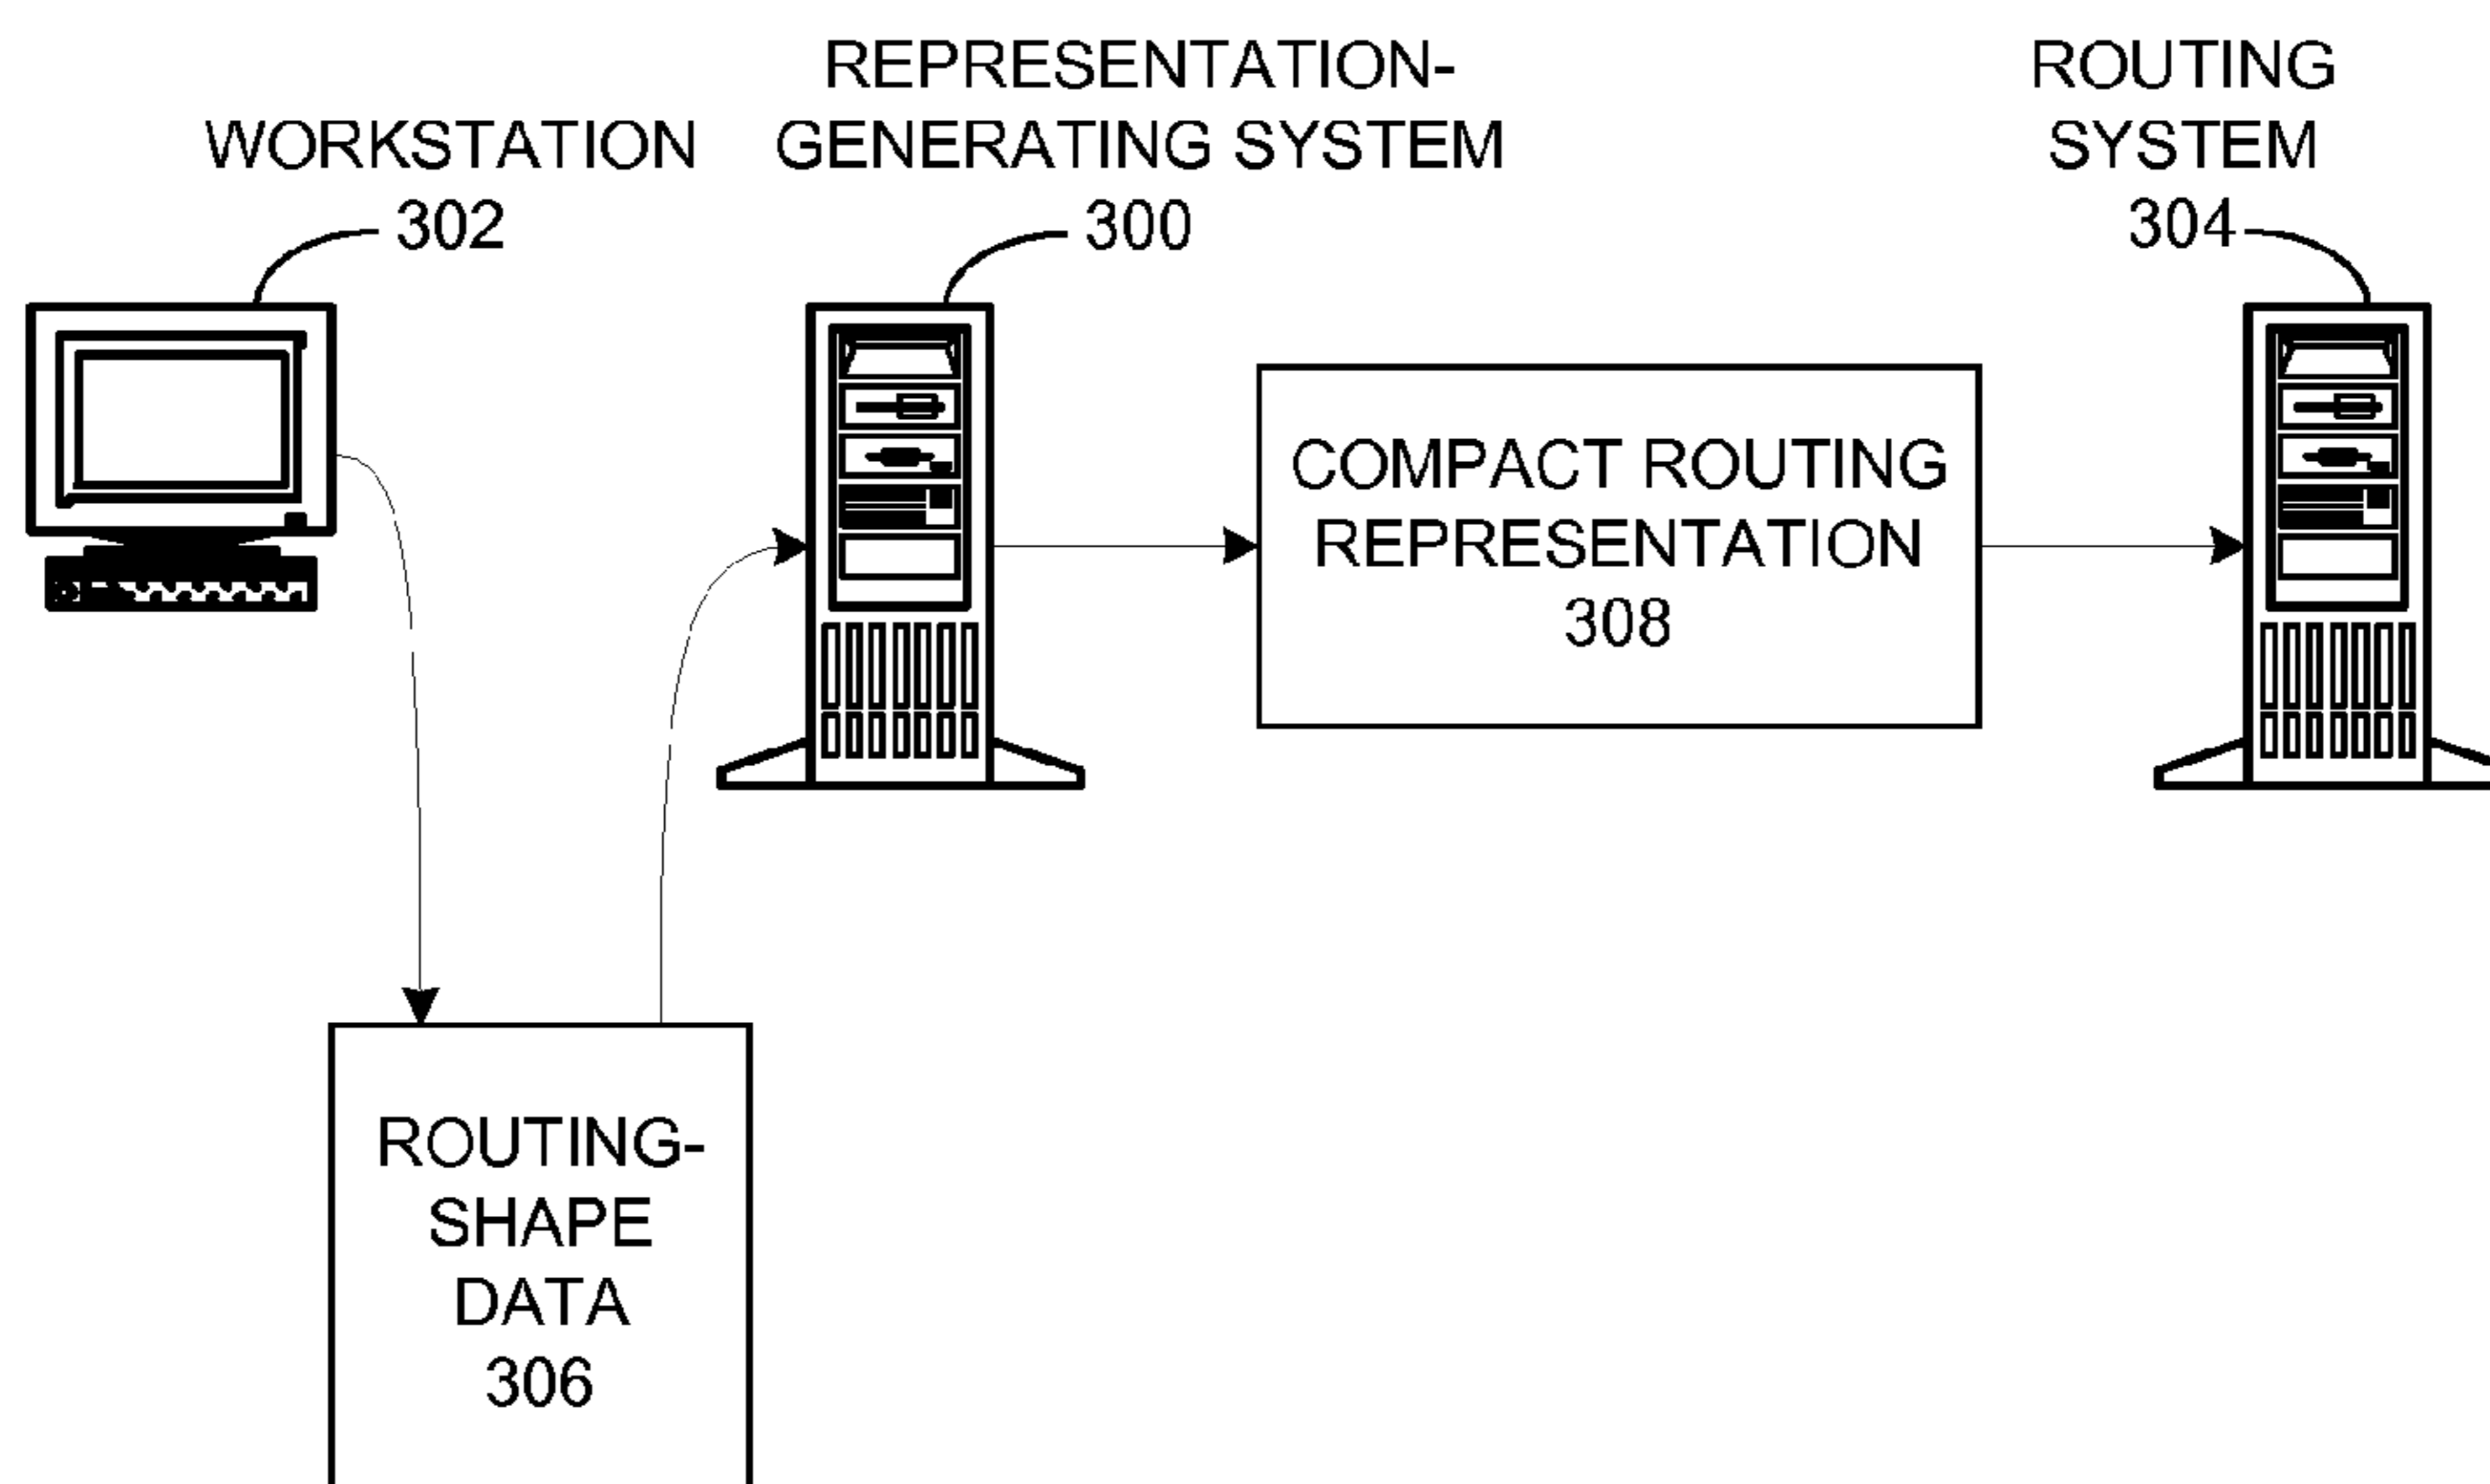 WORKSTATION
302
REPRESENTATION-
GENERATING SYSTEM
300
ROUTING
SYSTEM
304
COMPACT ROUTING
REPRESENTATION
308
ROUTING-
SHAPE
DATA
306